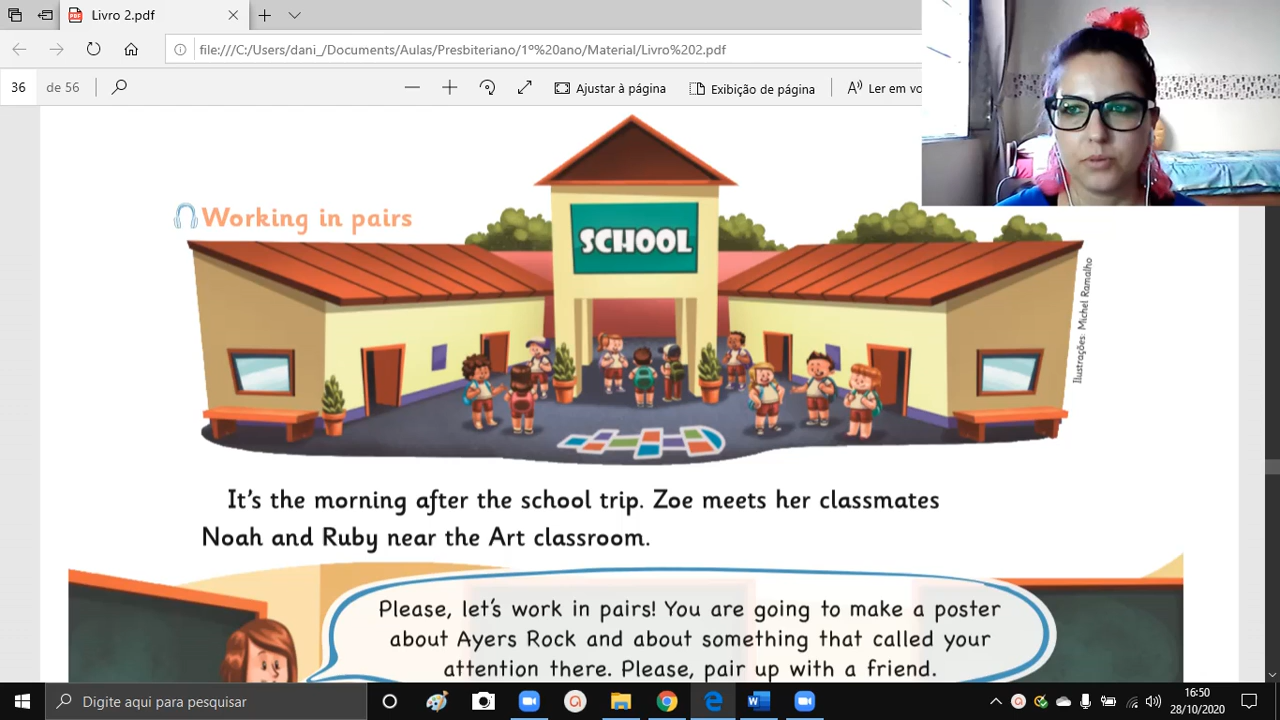 Livro 2.pdf
file:///C:/Users/dani_/Documents/Aulas/Presbiteriano/1º%20ano/Material/Livro%202.pdf
36 de 56
Ajustar à página
Exibição de página
Ler em vo
Working in pairs
SCHOOL
Ilustrações: Michel Ramalho
It's the morning after the school trip. Zoe meets her classmates
Noah and Ruby near the Art classroom.
Please, let's work in pairs! You are going to make a poster
about Ayers Rock and about something that called your
attention there. Please, pair up with a friend.
Digite aqui para pesquisar
16:50
28/10/2020